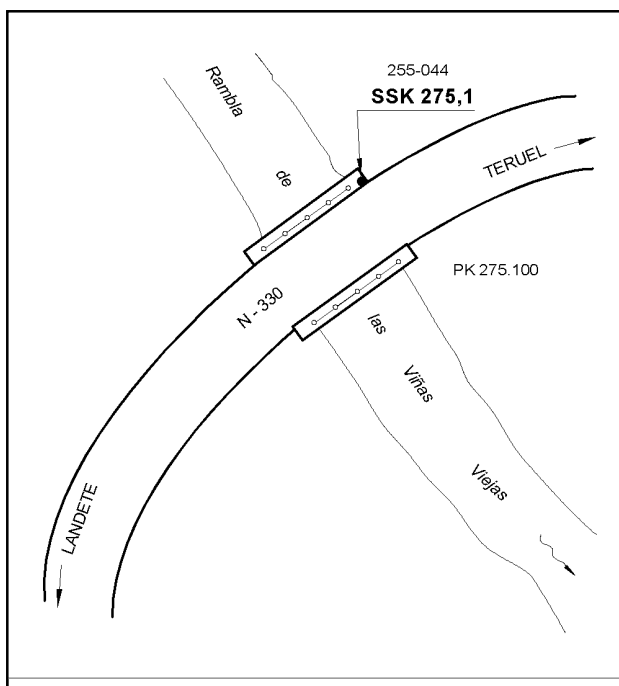 255-044
SSK 275,1
Rambla
de
las
Viñas
Viejas
TERUEL
PK 275.100
N - 330
LANDETE